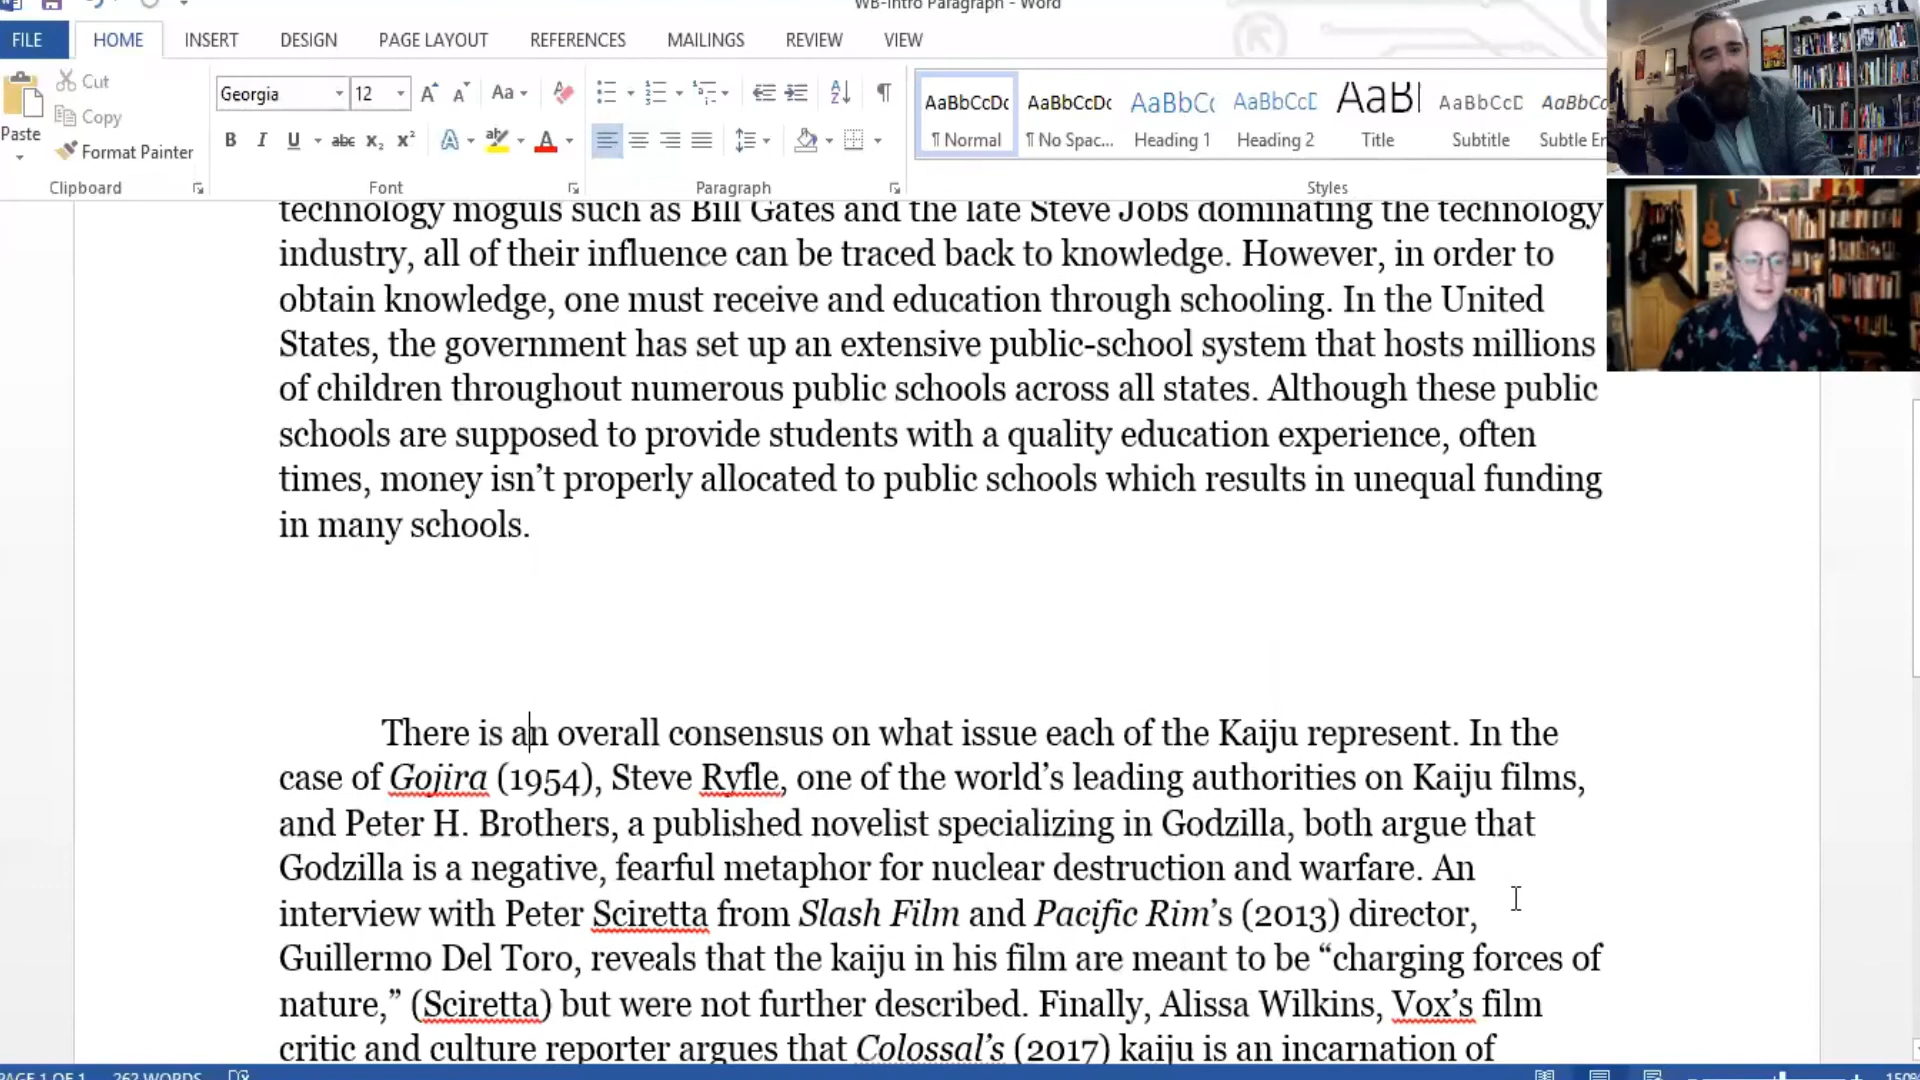 WB-Intro Paragraph - Word
FILE HOME INSERT DESIGN PAGE LAYOUT REFERENCES MAILINGS REVIEW VIEW
Paste
Cut
Copy
Format Painter
Clipboard
Georgia 12
Font
Paragraph
AaBbCcDc AaBbCcDc AaBbC AaBbCcD AaB AaBbCcD AaBbCc
¶ Normal ¶ No Spac... Heading 1 Heading 2 Title Subtitle Subtle
Styles
technology moguls such as Bill Gates and the late Steve Jobs dominating the technology
industry, all of their influence can be traced back to knowledge. However, in order to
obtain knowledge, one must receive and education through schooling. In the United
States, the government has set up an extensive public-school system that hosts millions
of children throughout numerous public schools across all states. Although these public
schools are supposed to provide students with a quality education experience, often
times, money isn’t properly allocated to public schools which results in unequal funding
in many schools.
There is an overall consensus on what issue each of the Kaiju represent. In the
case of Gojira (1954), Steve Ryfle, one of the world’s leading authorities on Kaiju films,
and Peter H. Brothers, a published novelist specializing in Godzilla, both argue that
Godzilla is a negative, fearful metaphor for nuclear destruction and warfare. An
interview with Peter Sciretta from Slash Film and Pacific Rim’s (2013) director,
Guillermo Del Toro, reveals that the kaiju in his film are meant to be “charging forces of
nature,” (Sciretta) but were not further described. Finally, Alissa Wilkins, Vox’s film
critic and culture reporter argues that Colossal’s (2017) kaiju is an incarnation of
PAGE 1 OF 1 262 WORDS 150%